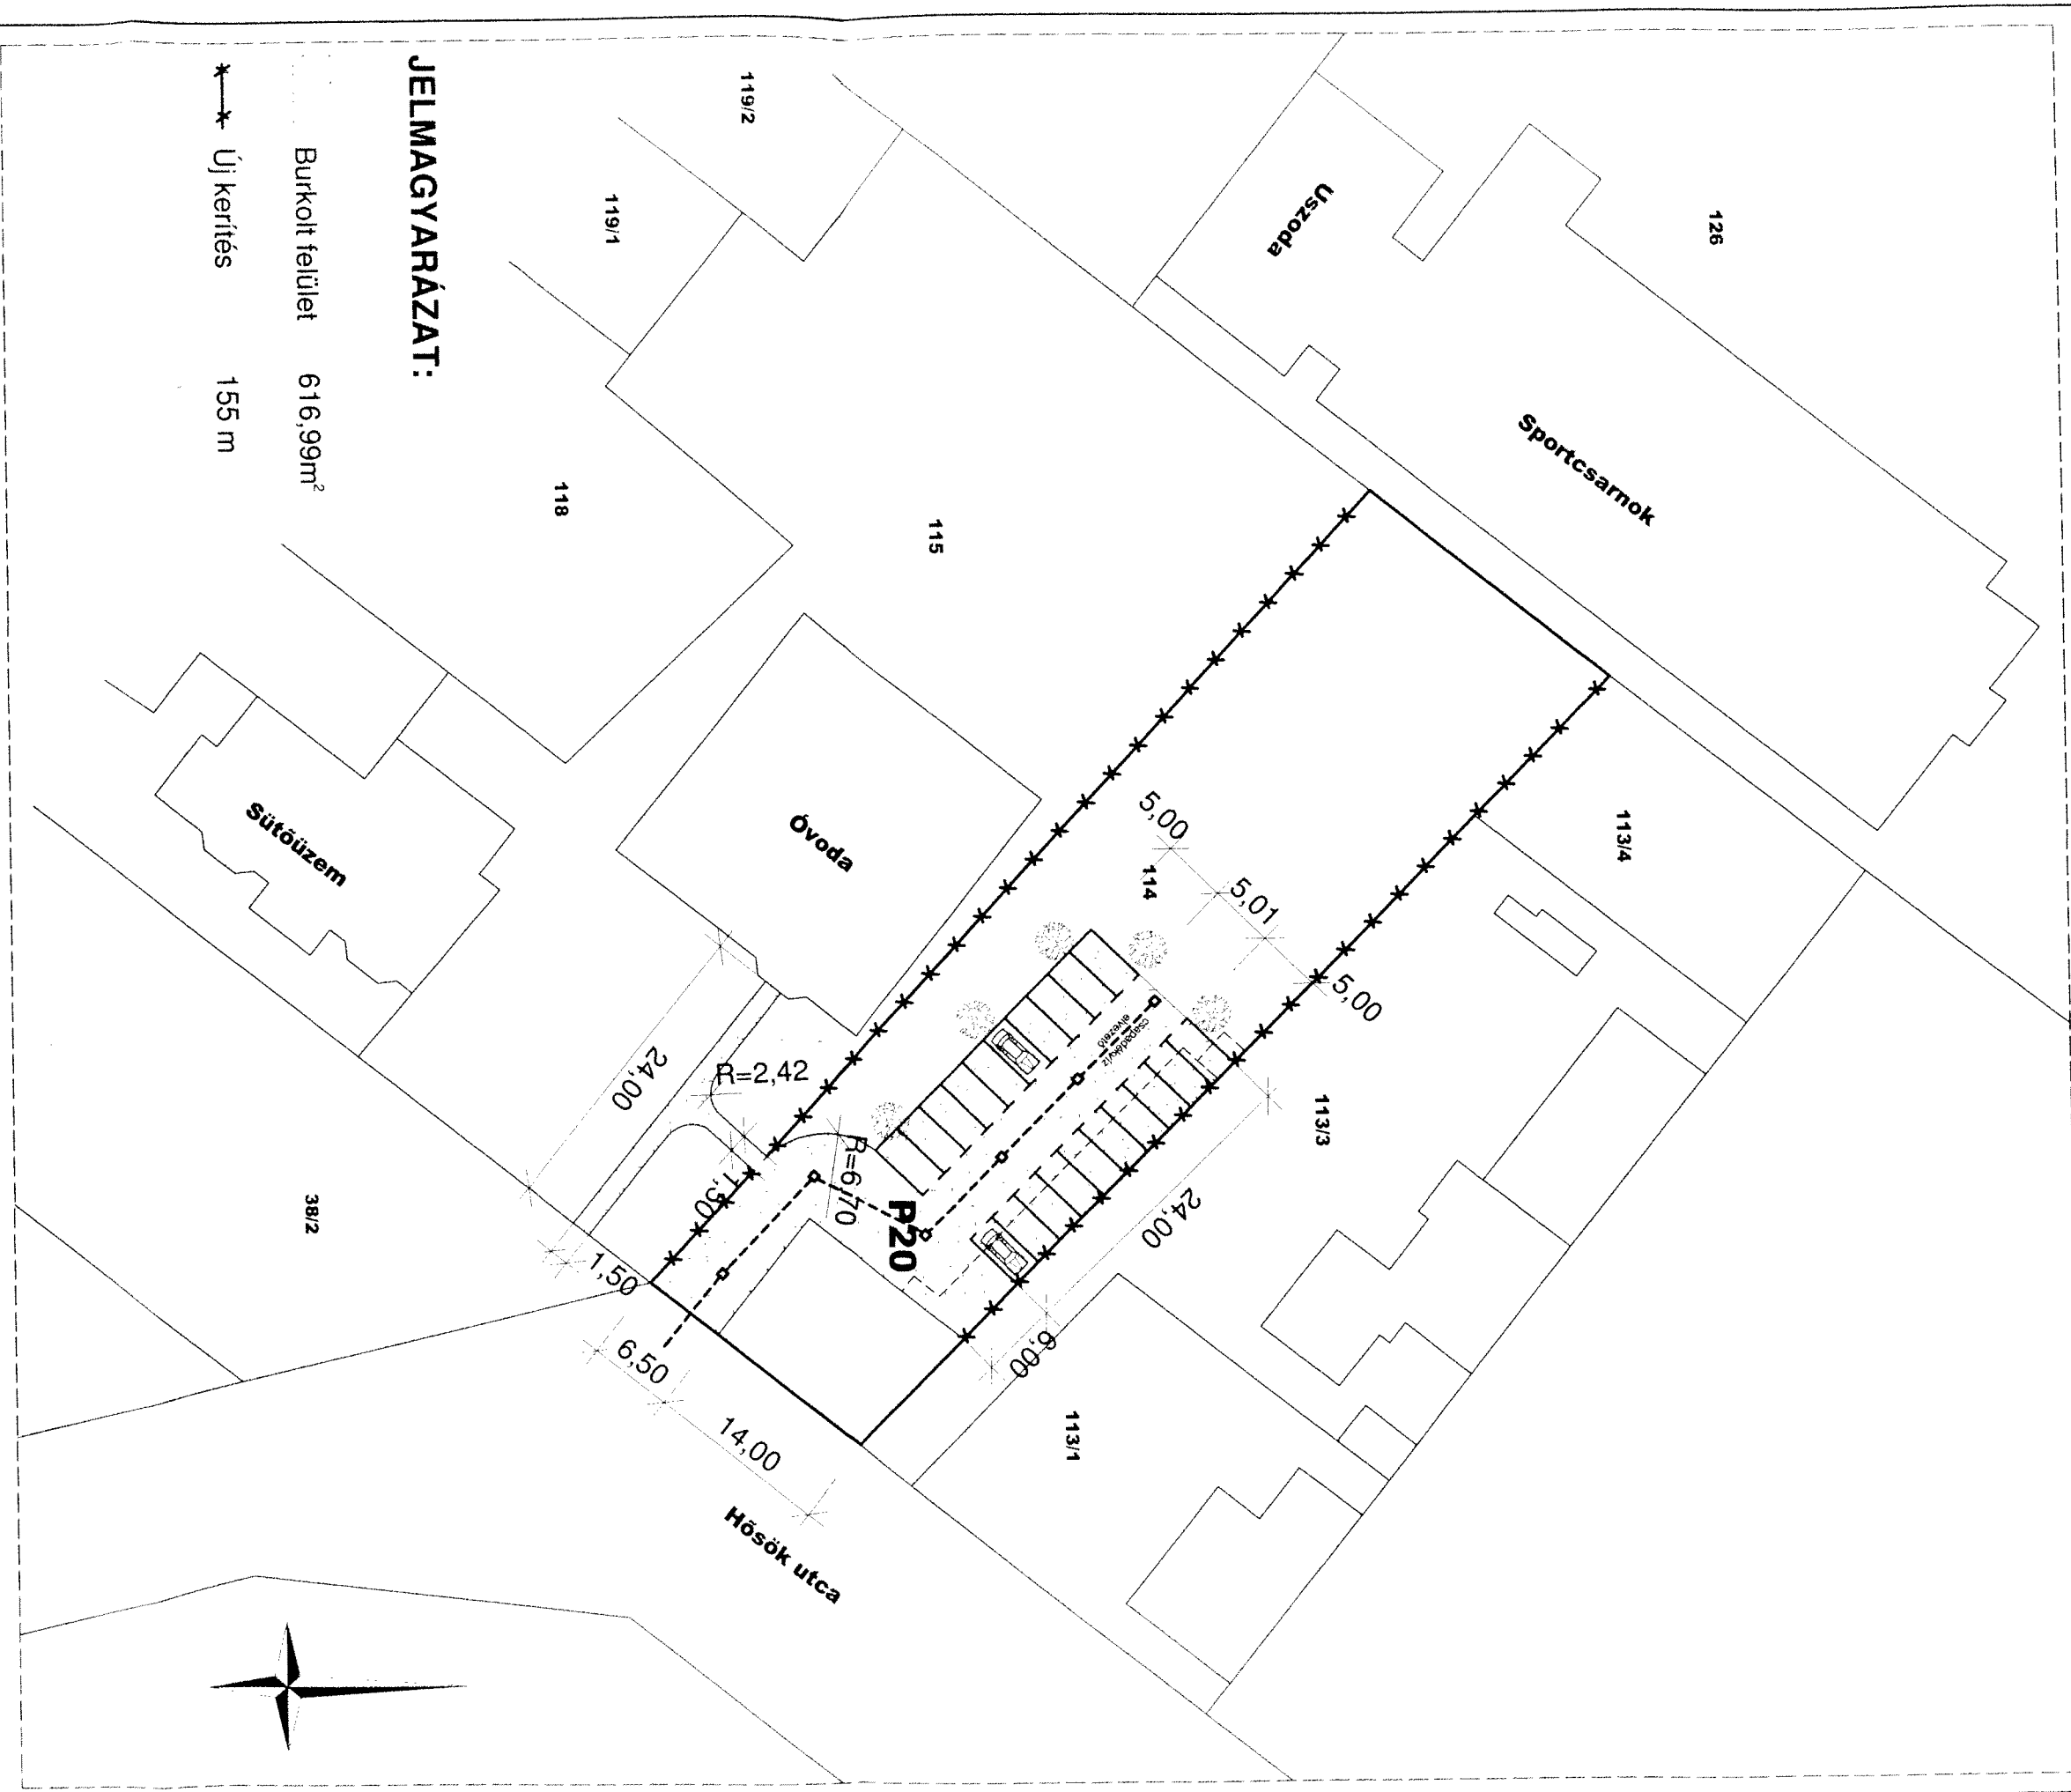 JELMAGYARÁZAT:
Burkolt felület 616,99m²
Új kerítés 155 m
119/2
119/1
118
115
126
Uszoda
Sportcsarnok
113/4
114
5,00
5,01
5,00
csapadékvíz
elvezető
Óvoda
Sütőüzem
24,00
R=2,42
R=6,70
1,50
P20
24,00
6,00
113/3
113/1
38/2
1,50
6,50
14,00
Hősök utca